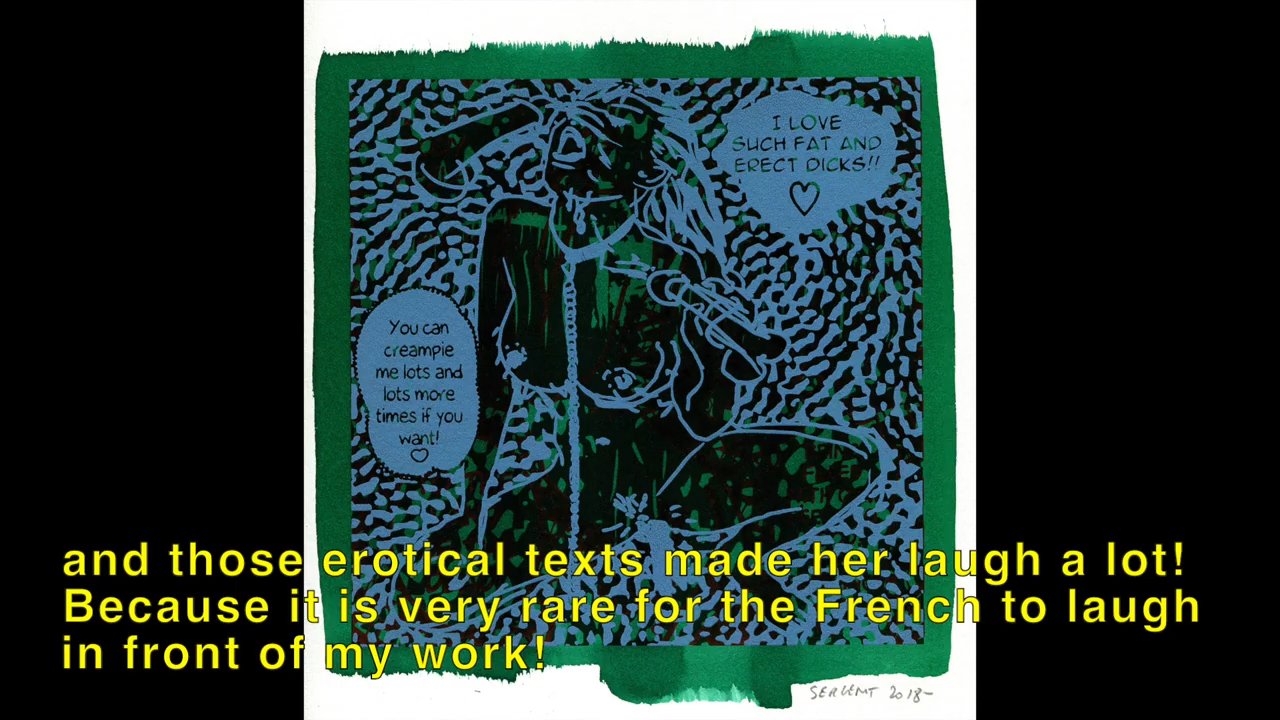 I LOVE
SUCH FAT AND
ERECT DICKS!!
You can
creampie
me lots and
lots more
times if you
want!
and those erotical texts made her laugh a lot!
Because it is very rare for the French to laugh
in front of my work!
SERVENT 2018-